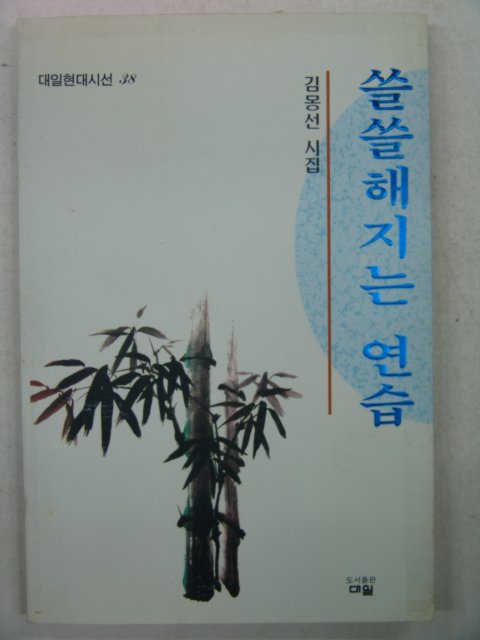 대일현대시선 38
쓸쓸해지는 연습
김몽선 시집
도서출판
대일